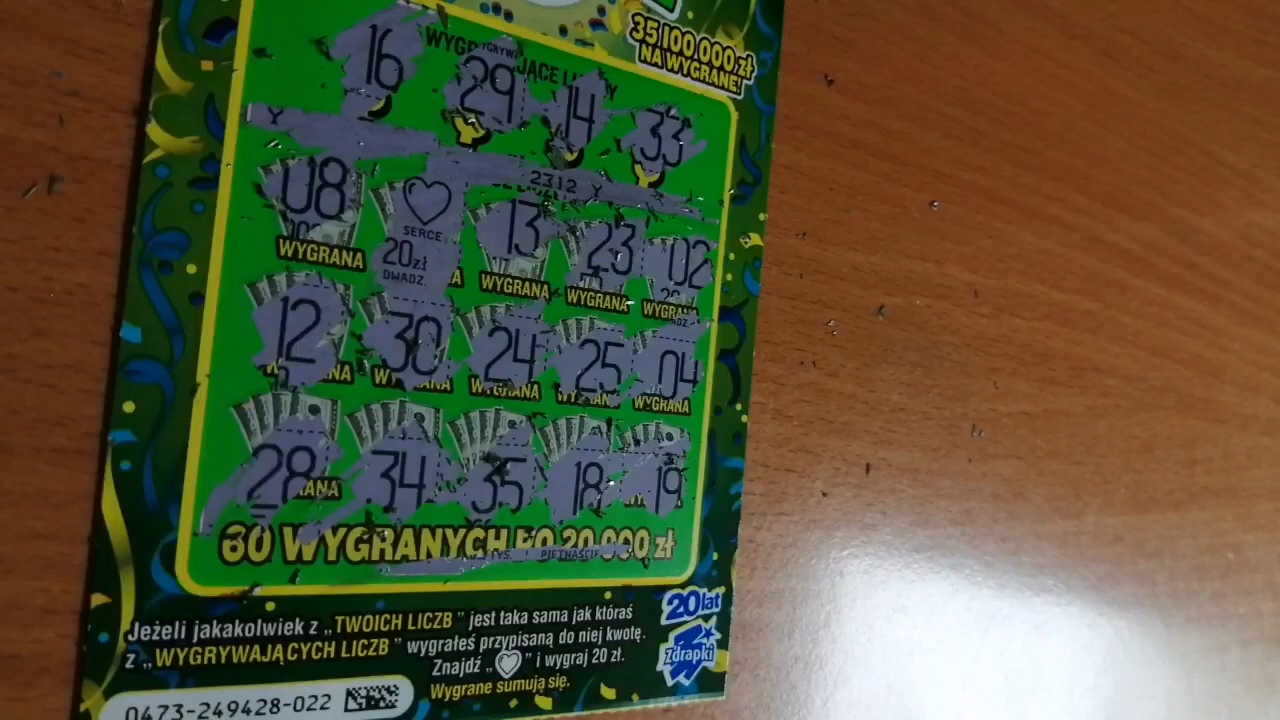 35 100 000 zł
NA WYGRANE!
16 29 14 33
Y
2312 Y
08 13 23 02
SERCE
20zł
DWADZ.
WYGRANA WYGRANA WYGRANA WYGRANA
12 30 24 25 04
WYGRANA WYGRANA
28 34 35 18 19
60 WYGRANYCH PO 20 000 zł
TYS. PIĘTNAŚCIE
Jeżeli jakakolwiek z „TWOICH LICZB" jest taka sama jak któraś
z „WYGRYWAJĄCYCH LICZB" wygrałeś przypisaną do niej kwotę.
Znajdź „ " i wygraj 20 zł.
Wygrane sumują się.
20 lat
Zdrapki
0473-249428-022